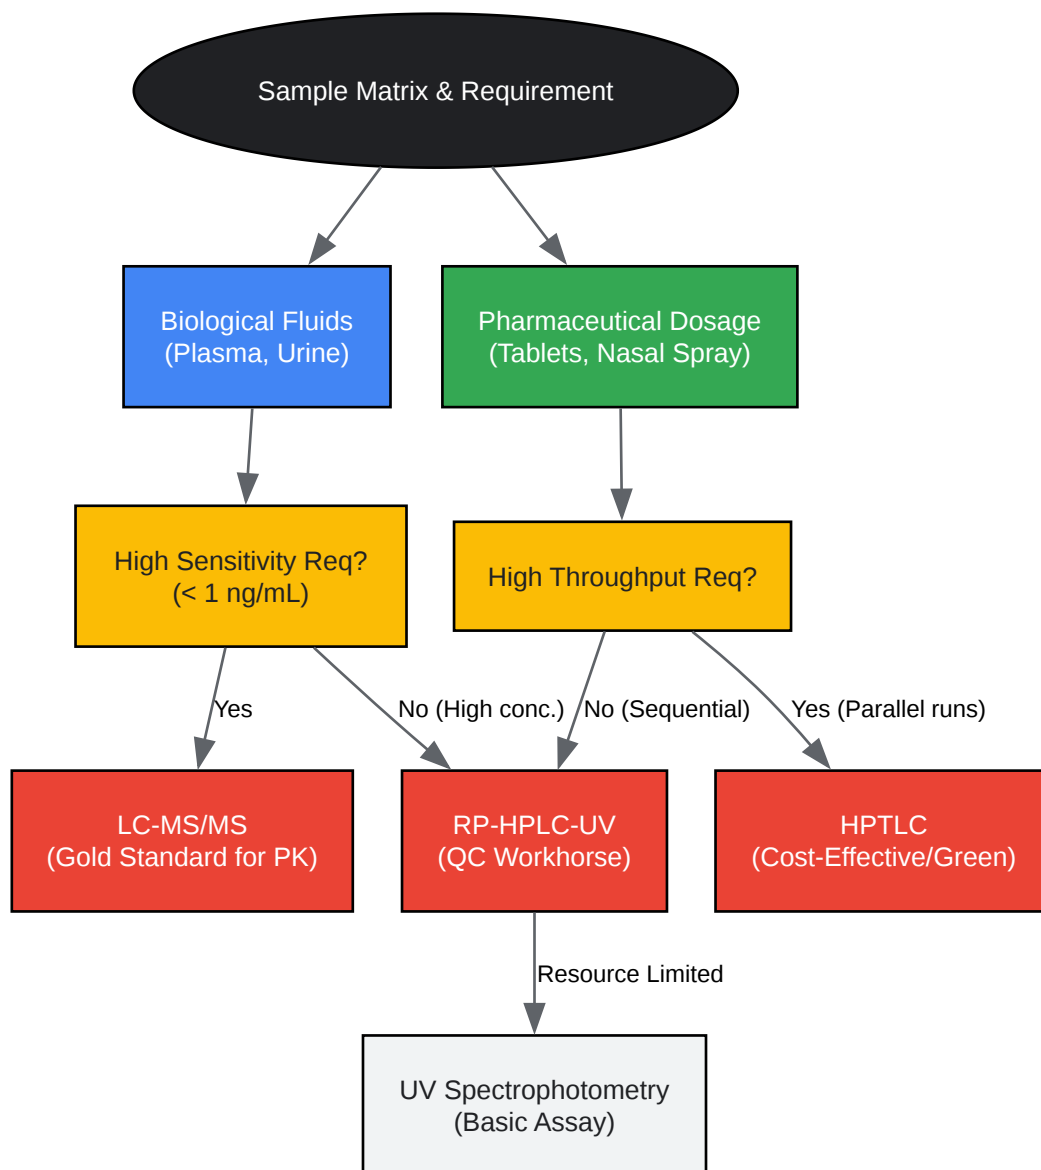 Sample Matrix & Requirement
Biological Fluids
(Plasma, Urine)
Pharmaceutical Dosage
(Tablets, Nasal Spray)
High Sensitivity Req?
(< 1 ng/mL)
High Throughput Req?
Yes
No (High conc.)
No (Sequential)
Yes (Parallel runs)
LC-MS/MS
(Gold Standard for PK)
RP-HPLC-UV
(QC Workhorse)
HPTLC
(Cost-Effective/Green)
Resource Limited
UV Spectrophotometry
(Basic Assay)